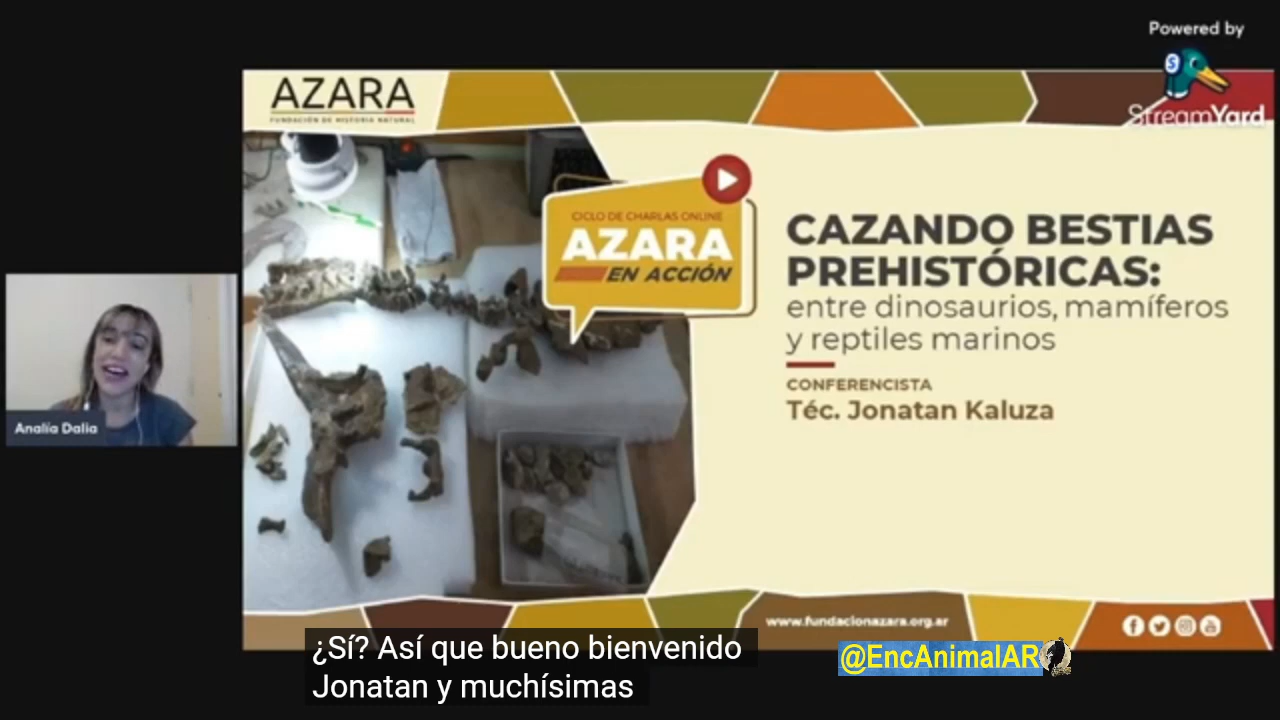 Powered by
StreamYard
AZARA
FUNDACIÓN DE HISTORIA NATURAL
CICLO DE CHARLAS ONLINE
AZARA
EN ACCIÓN
CAZANDO BESTIAS
PREHISTÓRICAS:
entre dinosaurios, mamíferos
y reptiles marinos
CONFERENCISTA
Téc. Jonatan Kaluza
Analía Dalia
www.fundacionazara.org.ar
¿Sí? Así que bueno bienvenido
Jonatan y muchísimas
@EncAnimalAR